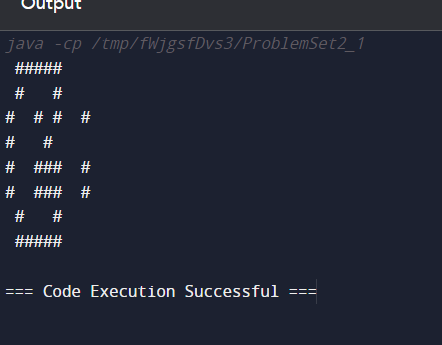 Output
java -cp /tmp/fWjgsfDvs3/ProblemSet2_1
 #####
 #   #
#  # #  #
#   #
#  ###  #
#  ###  #
 #   #
 #####
=== Code Execution Successful ===